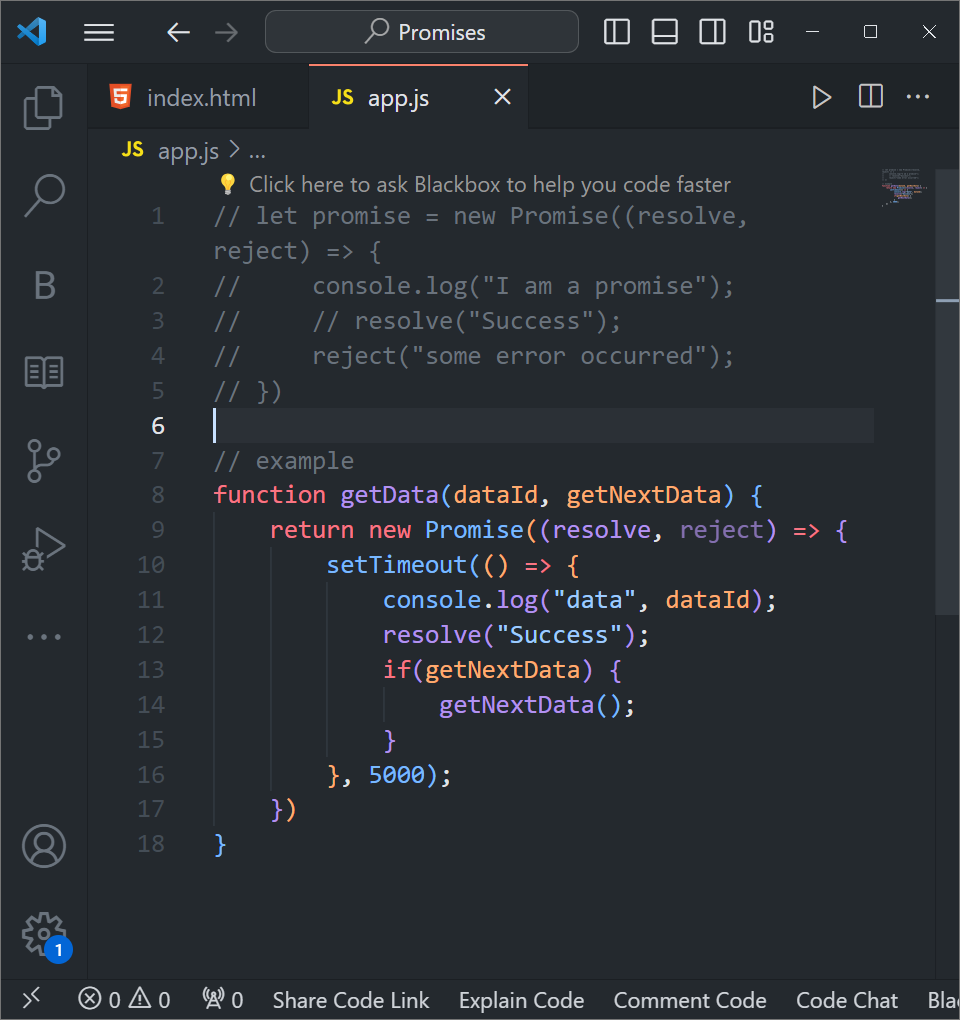 Promises
index.html
JS app.js
JS app.js > ...
Click here to ask Blackbox to help you code faster
1 // let promise = new Promise((resolve,
reject) => {
2 //     console.log("I am a promise");
3 //     // resolve("Success");
4 //     reject("some error occurred");
5 // })
6
7 // example
8 function getData(dataId, getNextData) {
9     return new Promise((resolve, reject) => {
10         setTimeout(() => {
11             console.log("data", dataId);
12             resolve("Success");
13             if(getNextData) {
14                 getNextData();
15             }
16         }, 5000);
17     })
18 }
B
1
0 0 0 Share Code Link Explain Code Comment Code Code Chat Bla